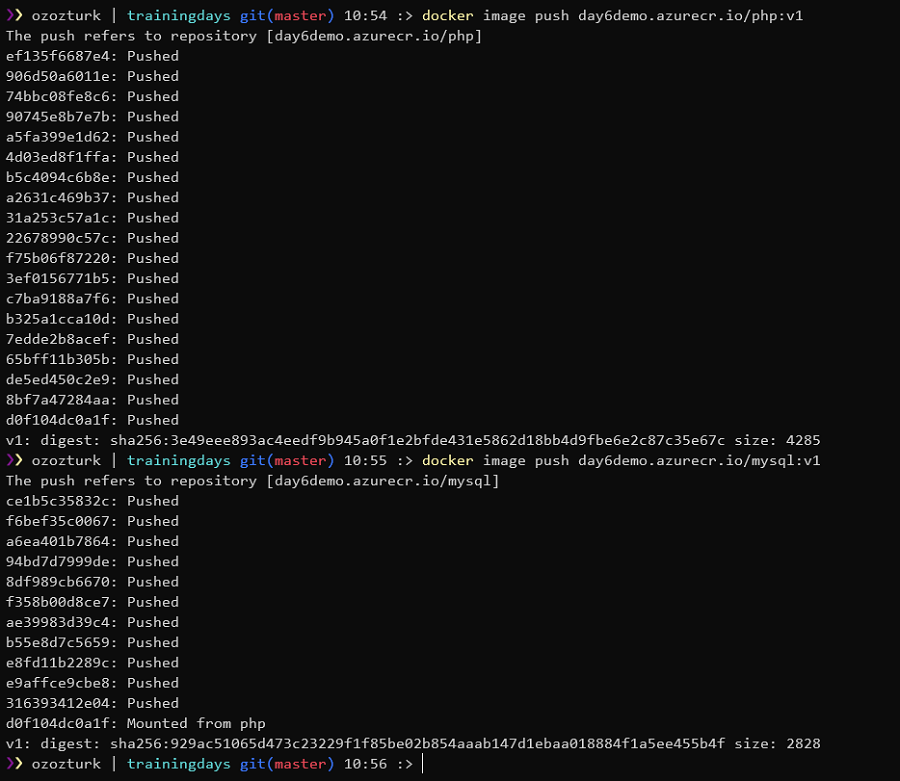 ❯❯ ozozturk | trainingdays git(master) 10:54 :> docker image push day6demo.azurecr.io/php:v1
The push refers to repository [day6demo.azurecr.io/php]
ef135f6687e4: Pushed
906d50a6011e: Pushed
74bbc08fe8c6: Pushed
90745e8b7e7b: Pushed
a5fa399e1d62: Pushed
4d03ed8f1ffa: Pushed
b5c4094c6b8e: Pushed
a2631c469b37: Pushed
31a253c57a1c: Pushed
22678990c57c: Pushed
f75b06f87220: Pushed
3ef0156771b5: Pushed
c7ba9188a7f6: Pushed
b325a1cca10d: Pushed
7edde2b8acef: Pushed
65bff11b305b: Pushed
de5ed450c2e9: Pushed
8bf7a47284aa: Pushed
d0f104dc0a1f: Pushed
v1: digest: sha256:3e49eee893ac4eedf9b945a0f1e2bfde431e5862d18bb4d9fbe6e2c87c35e67c size: 4285
❯❯ ozozturk | trainingdays git(master) 10:55 :> docker image push day6demo.azurecr.io/mysql:v1
The push refers to repository [day6demo.azurecr.io/mysql]
ce1b5c35832c: Pushed
f6bef35c0067: Pushed
a6ea401b7864: Pushed
94bd7d7999de: Pushed
8df989cb6670: Pushed
f358b00d8ce7: Pushed
ae39983d39c4: Pushed
b55e8d7c5659: Pushed
e8fd11b2289c: Pushed
e9affce9cbe8: Pushed
316393412e04: Pushed
d0f104dc0a1f: Mounted from php
v1: digest: sha256:929ac51065d473c23229f1f85be02b854aaab147d1ebaa018884f1a5ee455b4f size: 2828
❯❯ ozozturk | trainingdays git(master) 10:56 :>